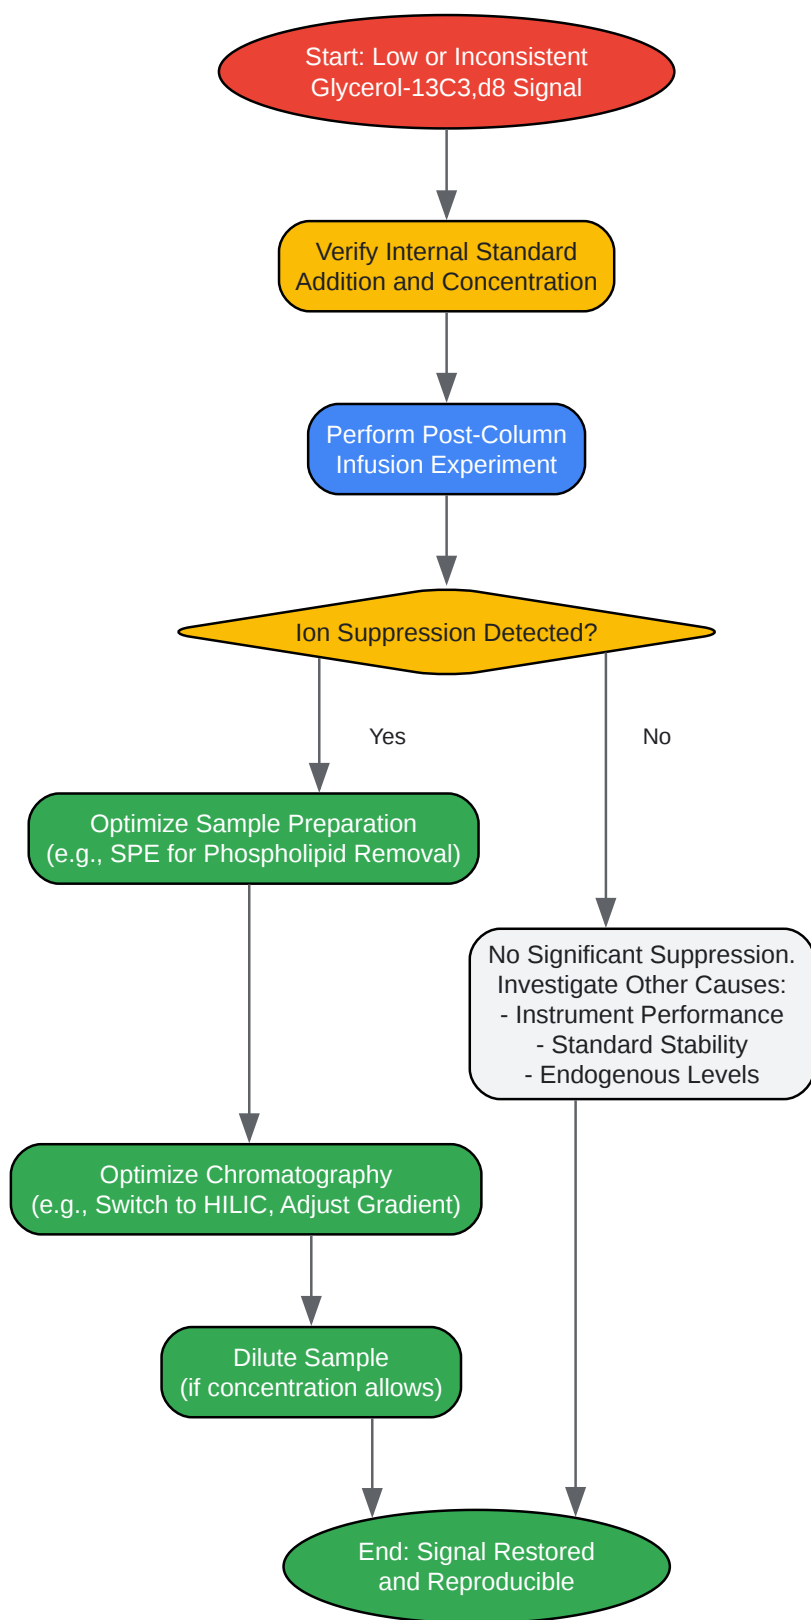 Start: Low or Inconsistent
Glycerol-13C3,d8 Signal
Verify Internal Standard
Addition and Concentration
Perform Post-Column
Infusion Experiment
Ion Suppression Detected?
Yes
No
Optimize Sample Preparation
(e.g., SPE for Phospholipid Removal)
No Significant Suppression.
Investigate Other Causes:
- Instrument Performance
- Standard Stability
- Endogenous Levels
Optimize Chromatography
(e.g., Switch to HILIC, Adjust Gradient)
Dilute Sample
(if concentration allows)
End: Signal Restored
and Reproducible